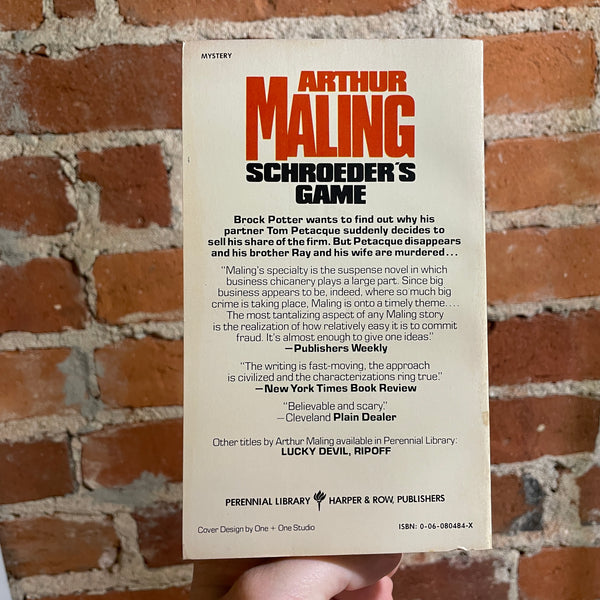 MYSTERY
ARTHUR
MALING
SCHROEDER'S
GAME
Brock Potter wants to find out why his
partner Tom Petacque suddenly decides to
sell his share of the firm. But Petacque disappears
and his brother Ray and his wife are murdered...
"Maling's specialty is the suspense novel in which
business chicanery plays a large part. Since big
business appears to be, indeed, where so much big
crime is taking place, Maling is onto a timely theme....
The most tantalizing aspect of any Maling story
is the realization of how relatively easy it is to commit
fraud. It's almost enough to give one ideas."
—Publishers Weekly
"The writing is fast-moving, the approach
is civilized and the characterizations ring true."
—New York Times Book Review
"Believable and scary."
—Cleveland Plain Dealer
Other titles by Arthur Maling available in Perennial Library:
LUCKY DEVIL, RIPOFF
PERENNIAL LIBRARY HARPER & ROW, PUBLISHERS
Cover Design by One + One Studio
ISBN: 0-06-080484-X